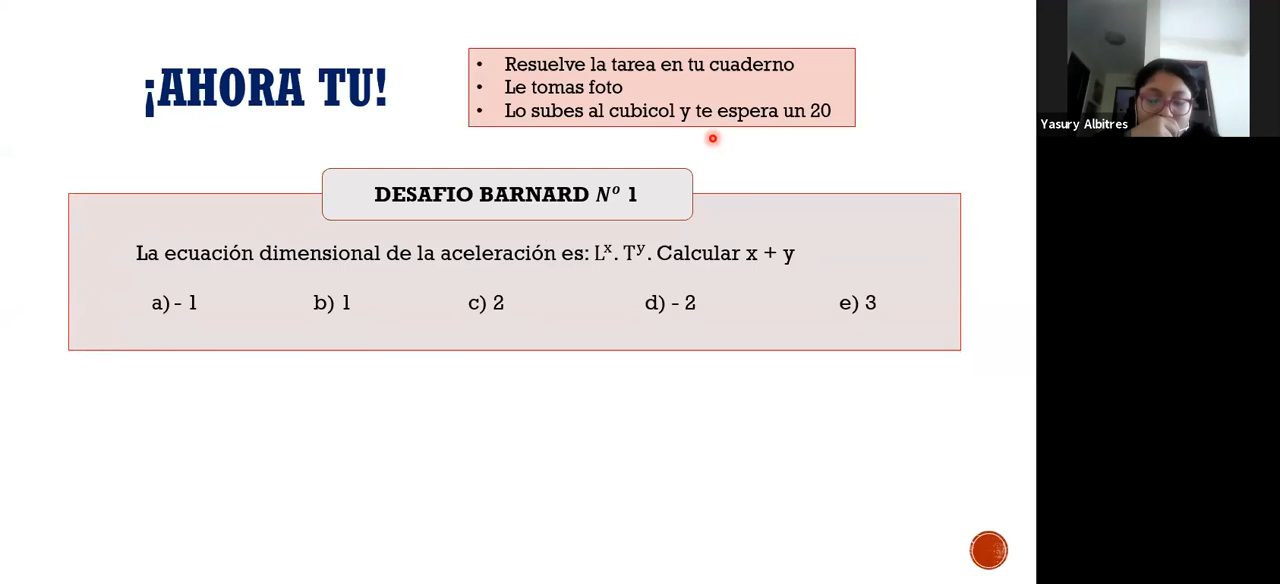 ¡AHORA TU!
• Resuelve la tarea en tu cuaderno
• Le tomas foto
• Lo subes al cubicol y te espera un 20
Yasury Albitres
DESAFIO BARNARD Nº 1
La ecuación dimensional de la aceleración es: Lˣ. Tʸ. Calcular x + y
a) - 1 b) 1 c) 2 d) - 2 e) 3